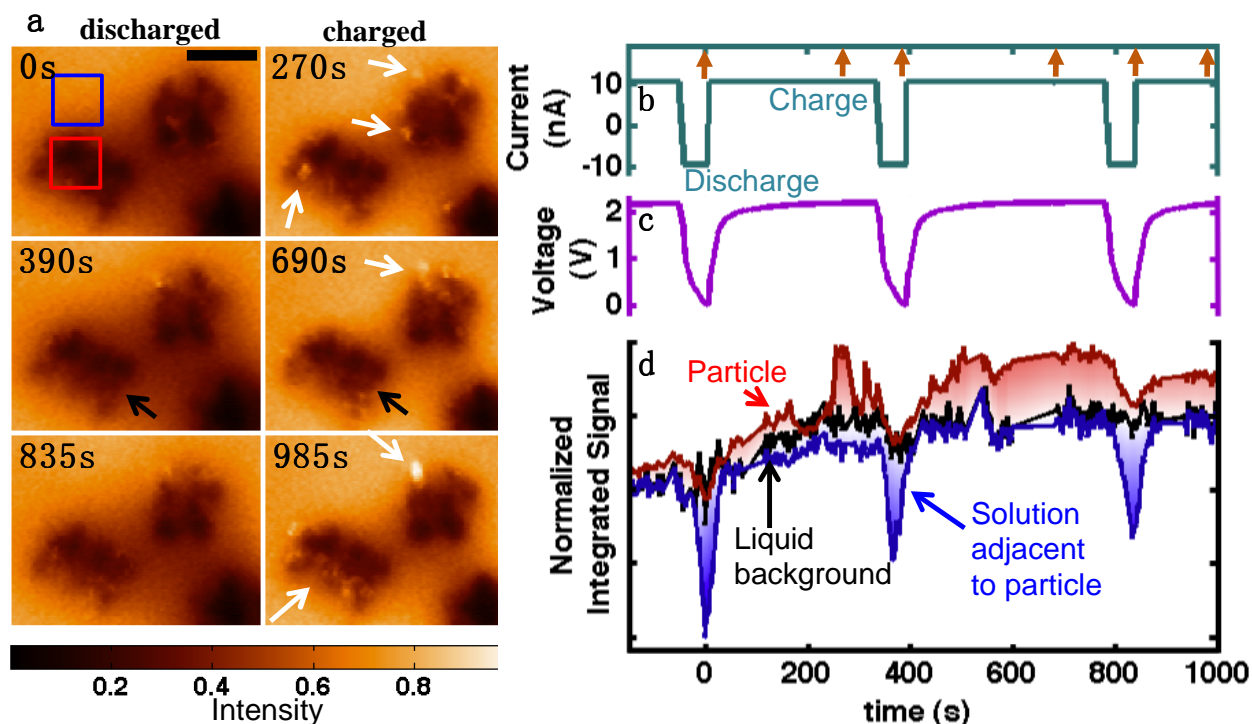 a
discharged
charged
0s
270s
390s
690s
835s
985s
0.2 0.4 0.6 0.8
Intensity
b
Current
(nA)
10
0
-10
Charge
Discharge
c
Voltage
(V)
2
1
0
d
Normalized
Integrated Signal
Particle
Liquid
background
Solution
adjacent
to particle
0 200 400 600 800 1000
time (s)